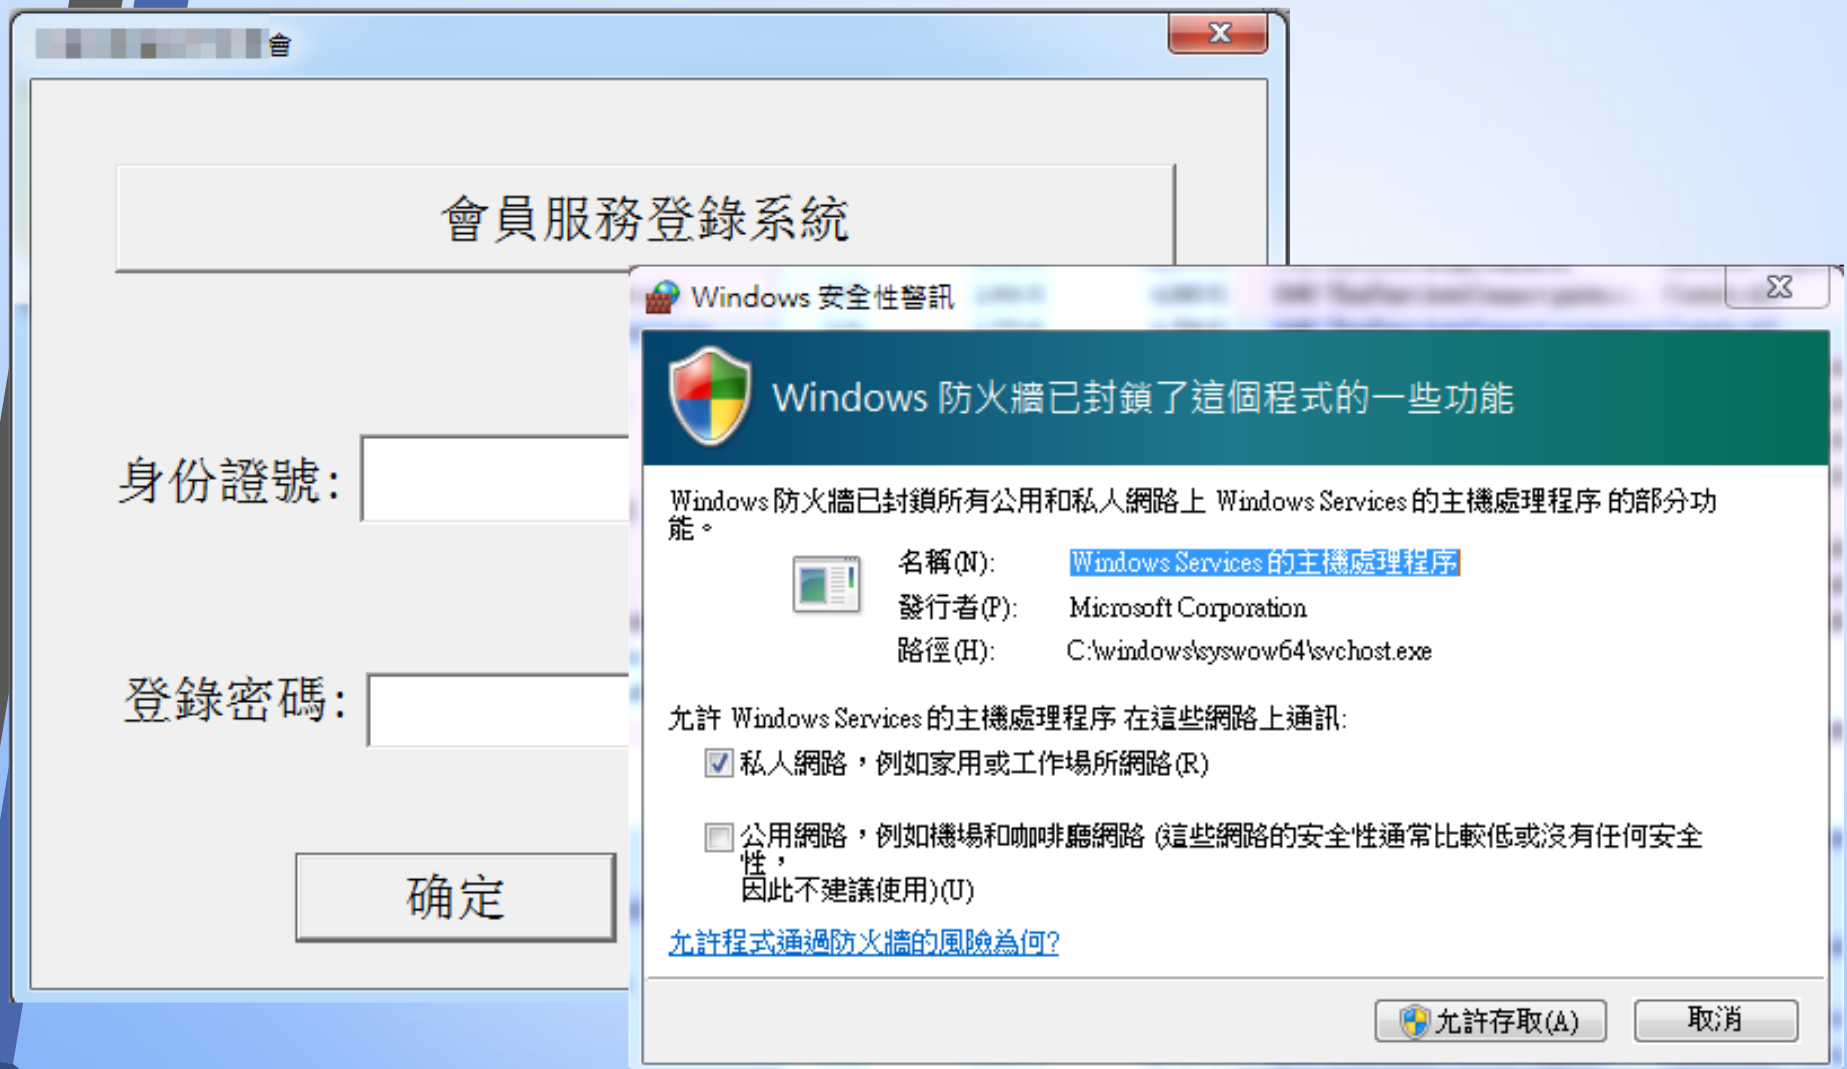 會
會員服務登錄系統
身份證號:
登錄密碼:
确定
Windows 安全性警訊
Windows 防火牆已封鎖了這個程式的一些功能
Windows 防火牆已封鎖所有公用和私人網路上 Windows Services 的主機處理程序 的部分功
能。
名稱(N): Windows Services 的主機處理程序
發行者(P): Microsoft Corporation
路徑(H): C:\windows\syswow64\svchost.exe
允許 Windows Services 的主機處理程序 在這些網路上通訊:
私人網路，例如家用或工作場所網路(R)
公用網路，例如機場和咖啡廳網路 (這些網路的安全性通常比較低或沒有任何安全
性，
因此不建議使用)(U)
允許程式通過防火牆的風險為何?
允許存取(A)
取消